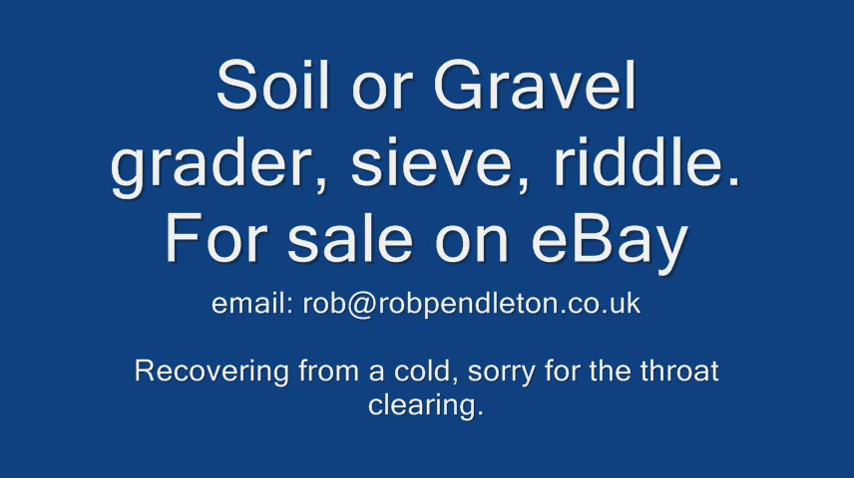 Soil or Gravel
grader, sieve, riddle.
For sale on eBay
email: rob@robpendleton.co.uk
Recovering from a cold, sorry for the throat
clearing.